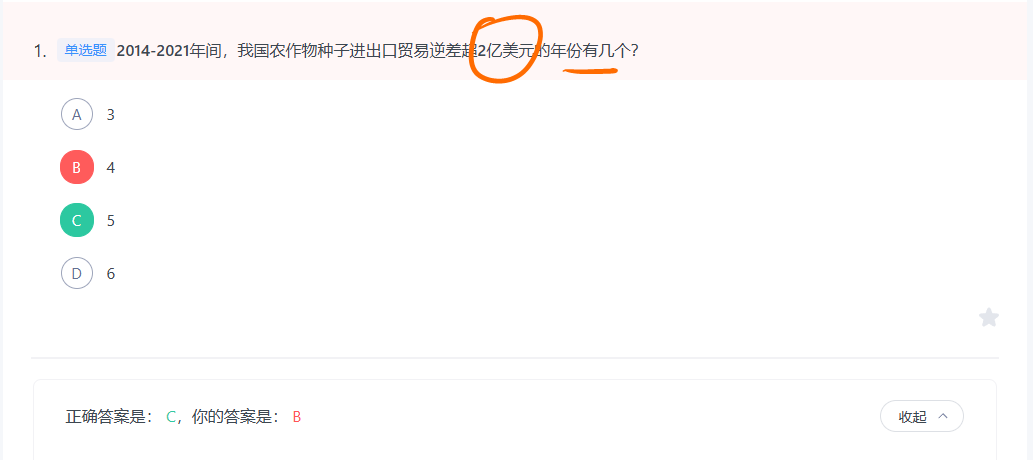 1. 单选题 2014-2021年间，我国农作物种子进出口贸易逆差超2亿美元的年份有几个？
A 3
B 4
C 5
D 6
正确答案是： C，你的答案是： B
收起